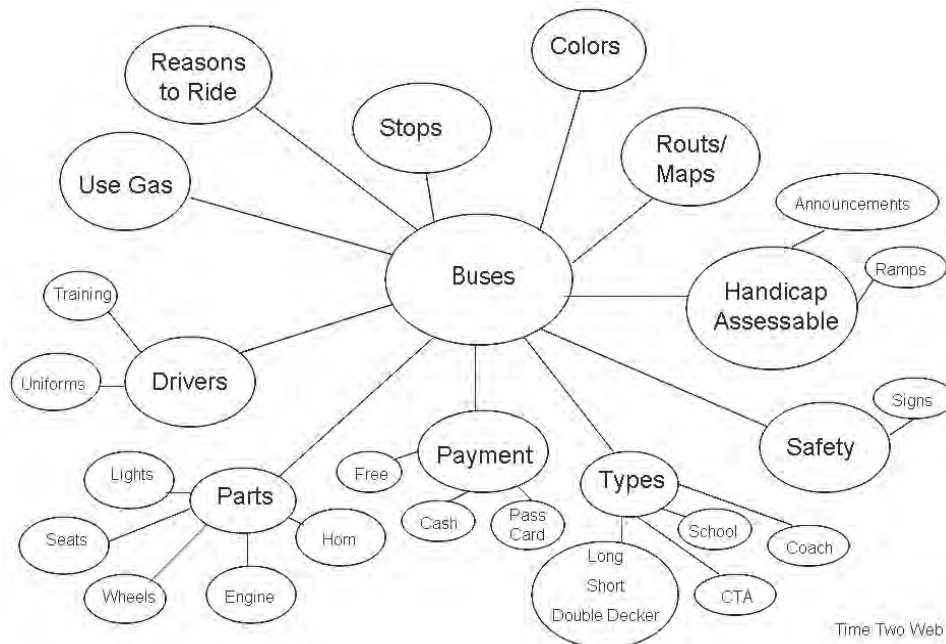 Colors
Reasons
to Ride
Stops
Routs/
Maps
Use Gas
Announcements
Buses
Ramps
Handicap
Assessable
Training
Drivers
Uniforms
Signs
Safety
Payment
Free
Cash
Pass
Card
Types
School
Coach
Long
Short
Double Decker
CTA
Lights
Parts
Horn
Seats
Wheels
Engine
Time Two Web